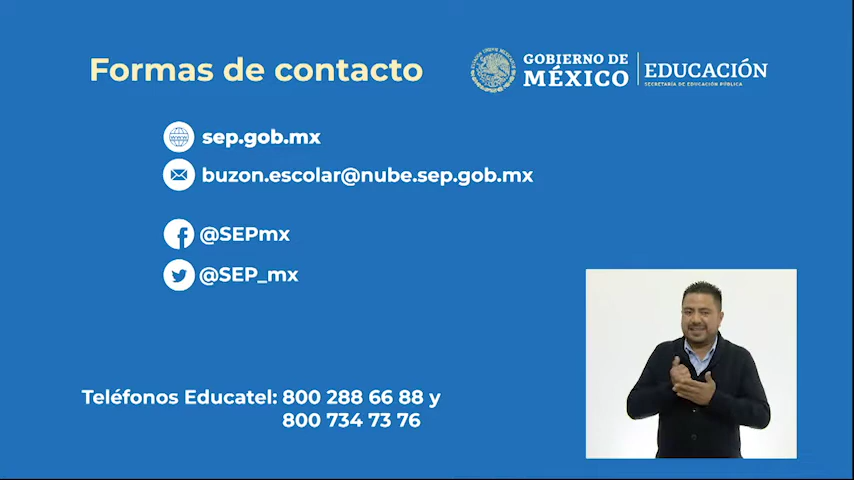 Formas de contacto
GOBIERNO DE
MÉXICO
EDUCACIÓN
SECRETARÍA DE EDUCACIÓN PÚBLICA
sep.gob.mx
buzon.escolar@nube.sep.gob.mx
@SEPmx
@SEP_mx
Teléfonos Educatel: 800 288 66 88 y
800 734 73 76